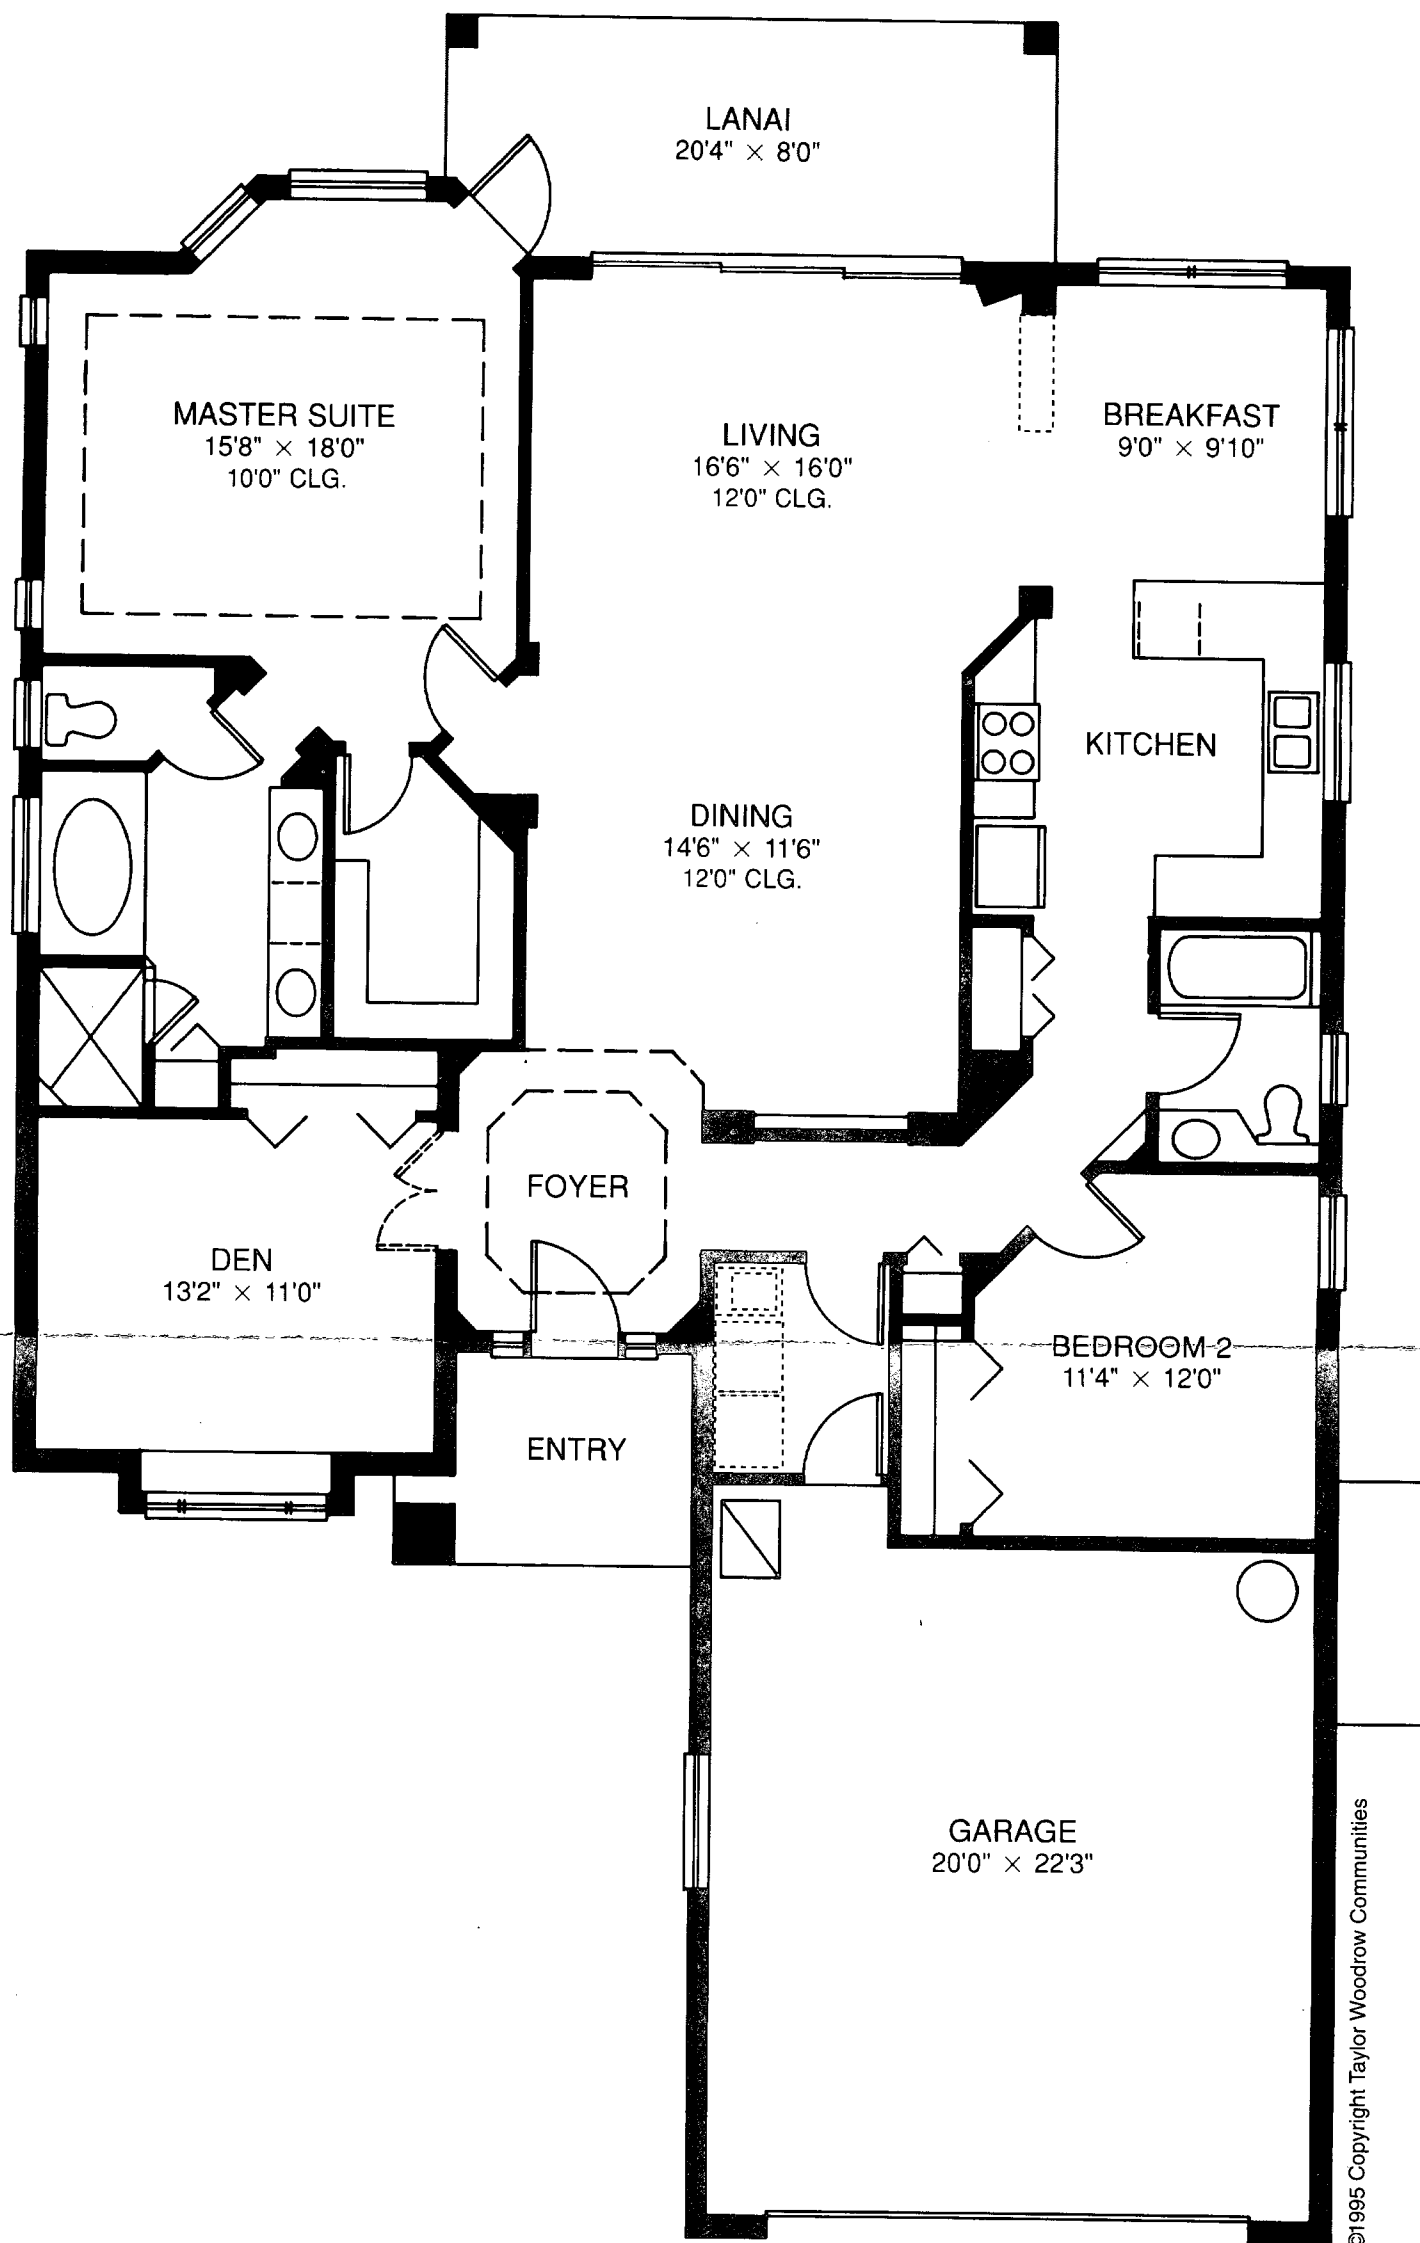 LANAI
20'4" × 8'0"
MASTER SUITE
15'8" × 18'0"
10'0" CLG.
LIVING
16'6" × 16'0"
12'0" CLG.
BREAKFAST
9'0" × 9'10"
KITCHEN
DINING
14'6" × 11'6"
12'0" CLG.
FOYER
DEN
13'2" × 11'0"
BEDROOM 2
11'4" × 12'0"
ENTRY
GARAGE
20'0" × 22'3"
©1995 Copyright Taylor Woodrow Communities